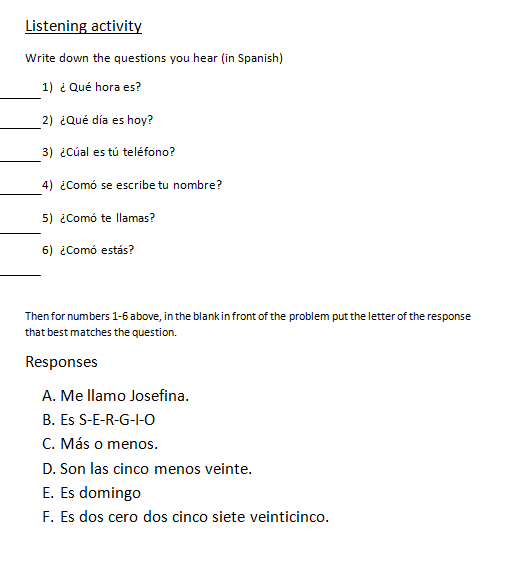 Listening activity
Write down the questions you hear (in Spanish)
1) ¿ Qué hora es?
2) ¿Qué día es hoy?
3) ¿Cúal es tú teléfono?
4) ¿Comó se escribe tu nombre?
5) ¿Comó te llamas?
6) ¿Comó estás?
Then for numbers 1-6 above, in the blank in front of the problem put the letter of the response
that best matches the question.
Responses
A. Me llamo Josefina.
B. Es S-E-R-G-I-O
C. Más o menos.
D. Son las cinco menos veinte.
E. Es domingo
F. Es dos cero dos cinco siete veinticinco.